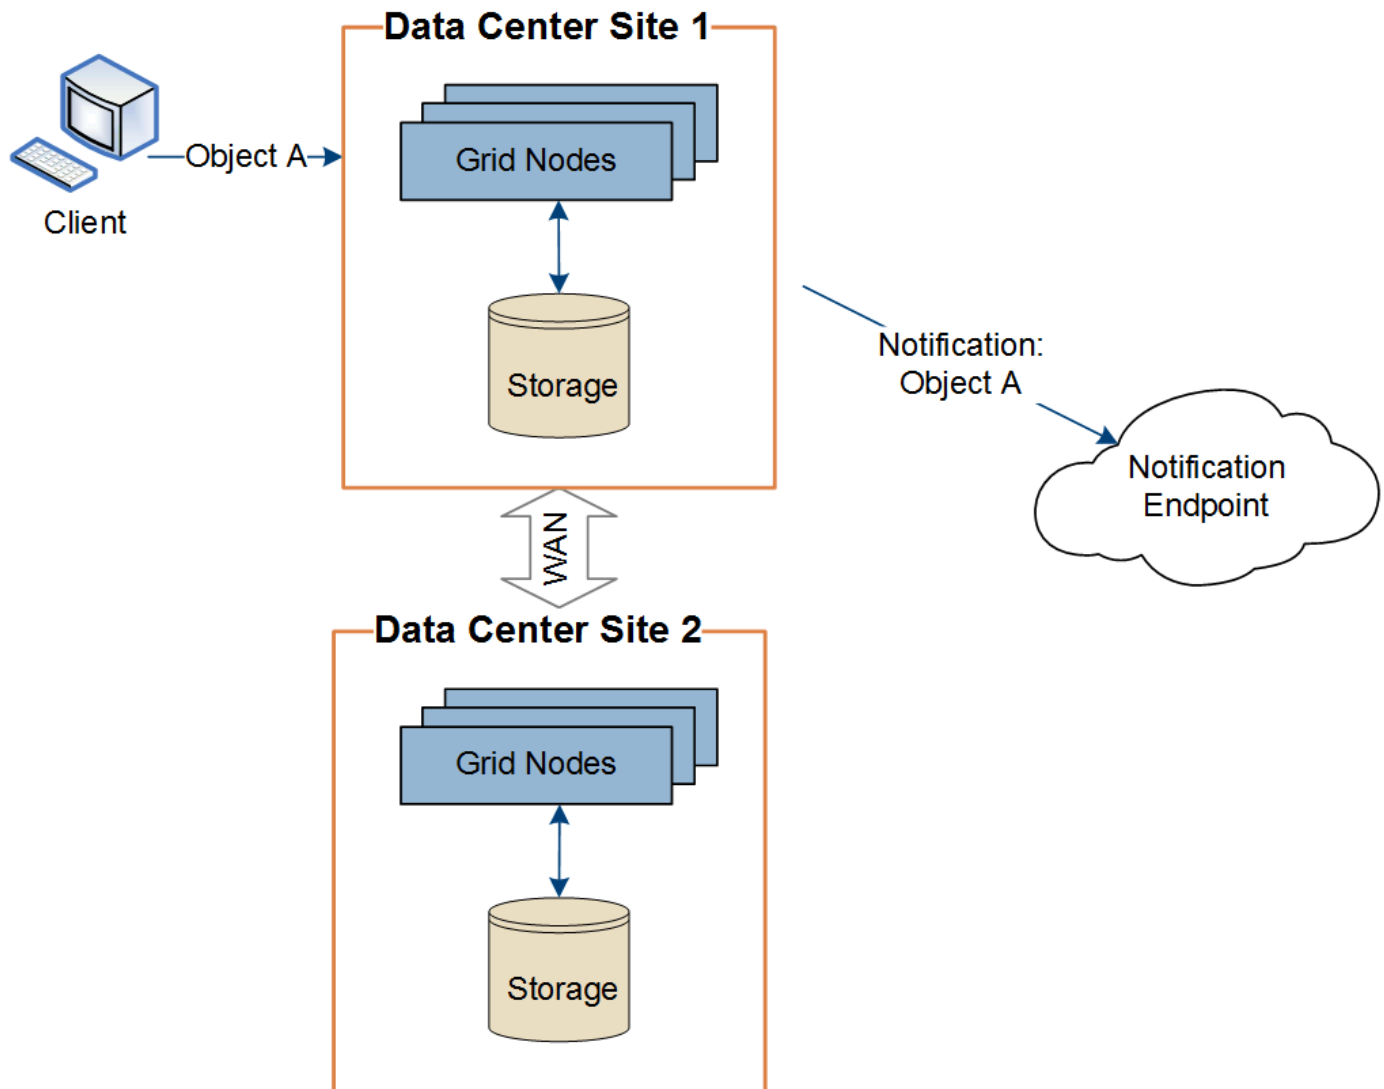 Data Center Site 1
Object A
Client
Grid Nodes
Storage
Notification:
Object A
Notification
Endpoint
WAN
Data Center Site 2
Grid Nodes
Storage